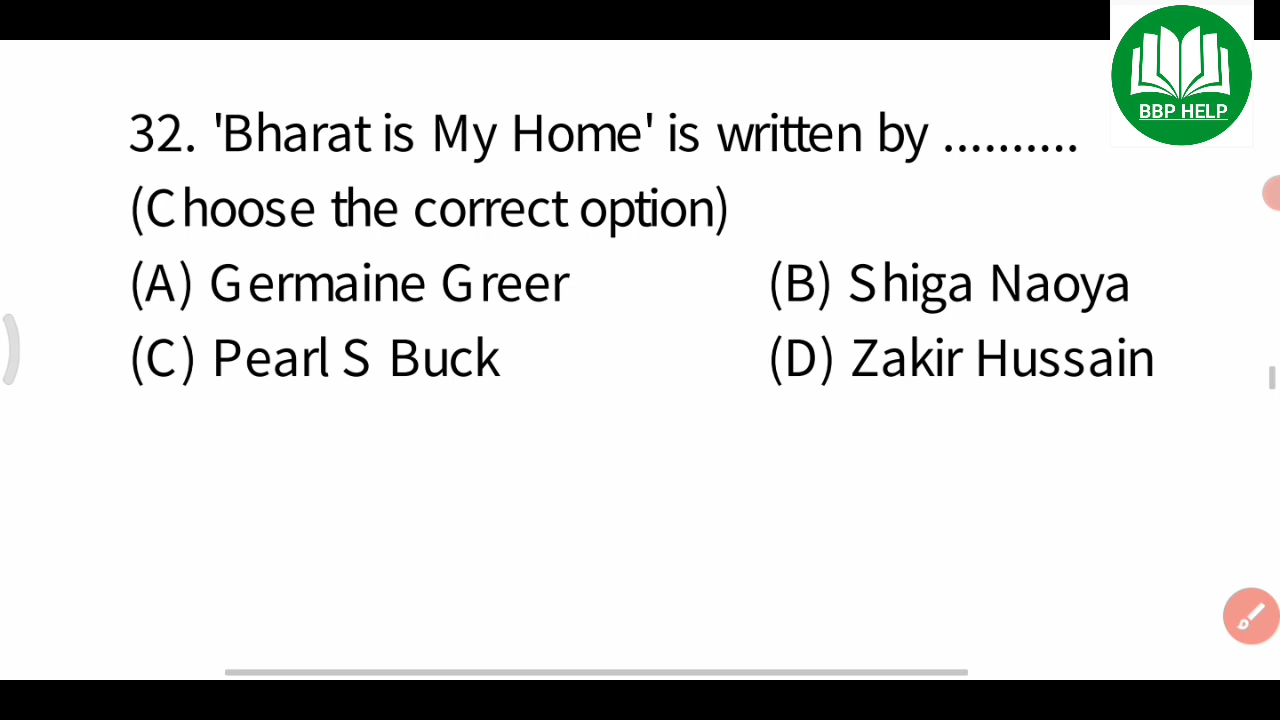 BBP HELP
32. 'Bharat is My Home' is written by ..........
(Choose the correct option)
(A) Germaine Greer (B) Shiga Naoya
(C) Pearl S Buck (D) Zakir Hussain